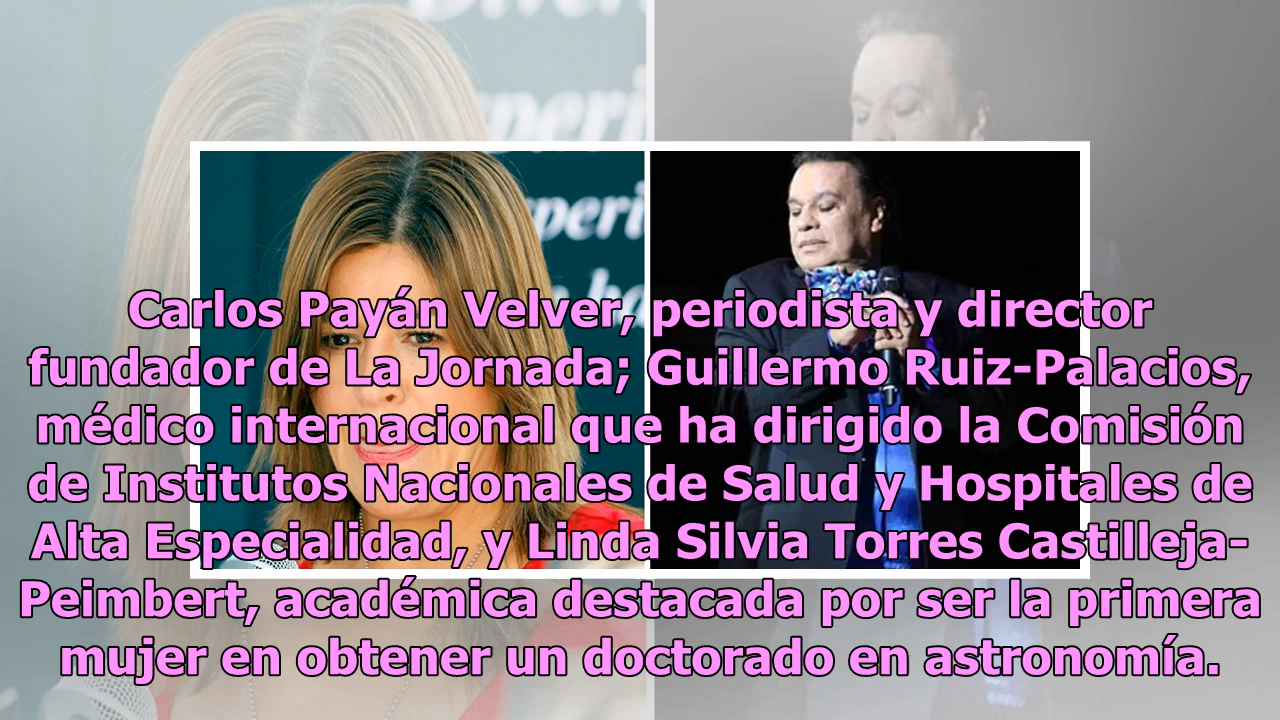 Carlos Payán Velver, periodista y director
fundador de La Jornada; Guillermo Ruiz-Palacios,
médico internacional que ha dirigido la Comisión
de Institutos Nacionales de Salud y Hospitales de
Alta Especialidad, y Linda Silvia Torres Castilleja-
Peimbert, académica destacada por ser la primera
mujer en obtener un doctorado en astronomía.